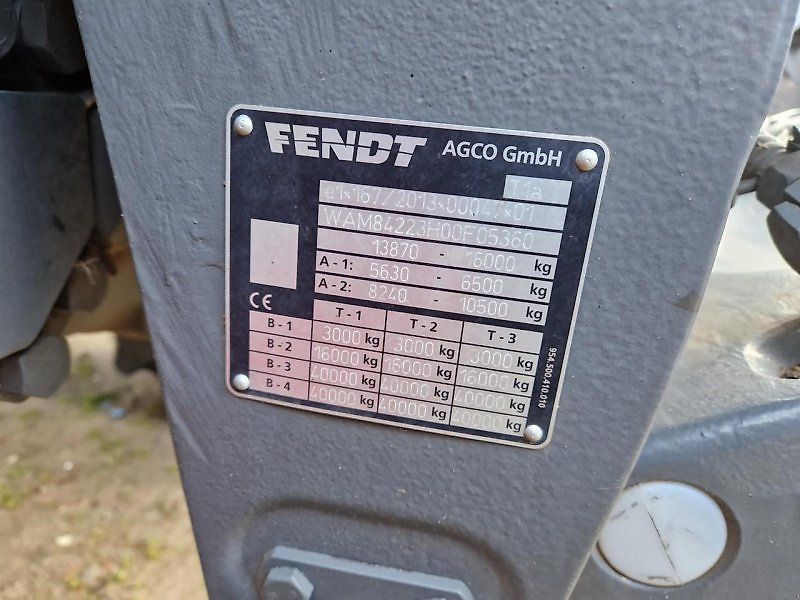 FENDT AGCO GmbH
T1a
e1*167/2013*00047*01
WAM84223H00F05360
13870 - 16000 kg
A - 1: 5630 - 6500 kg
A - 2: 8240 - 10500 kg
CE
T - 1 T - 2 T - 3
B - 1 3000 kg 3000 kg 3000 kg
B - 2 16000 kg 16000 kg 16000 kg
B - 3 40000 kg 40000 kg 40000 kg
B - 4 40000 kg 40000 kg 40000 kg
954.500.410.010